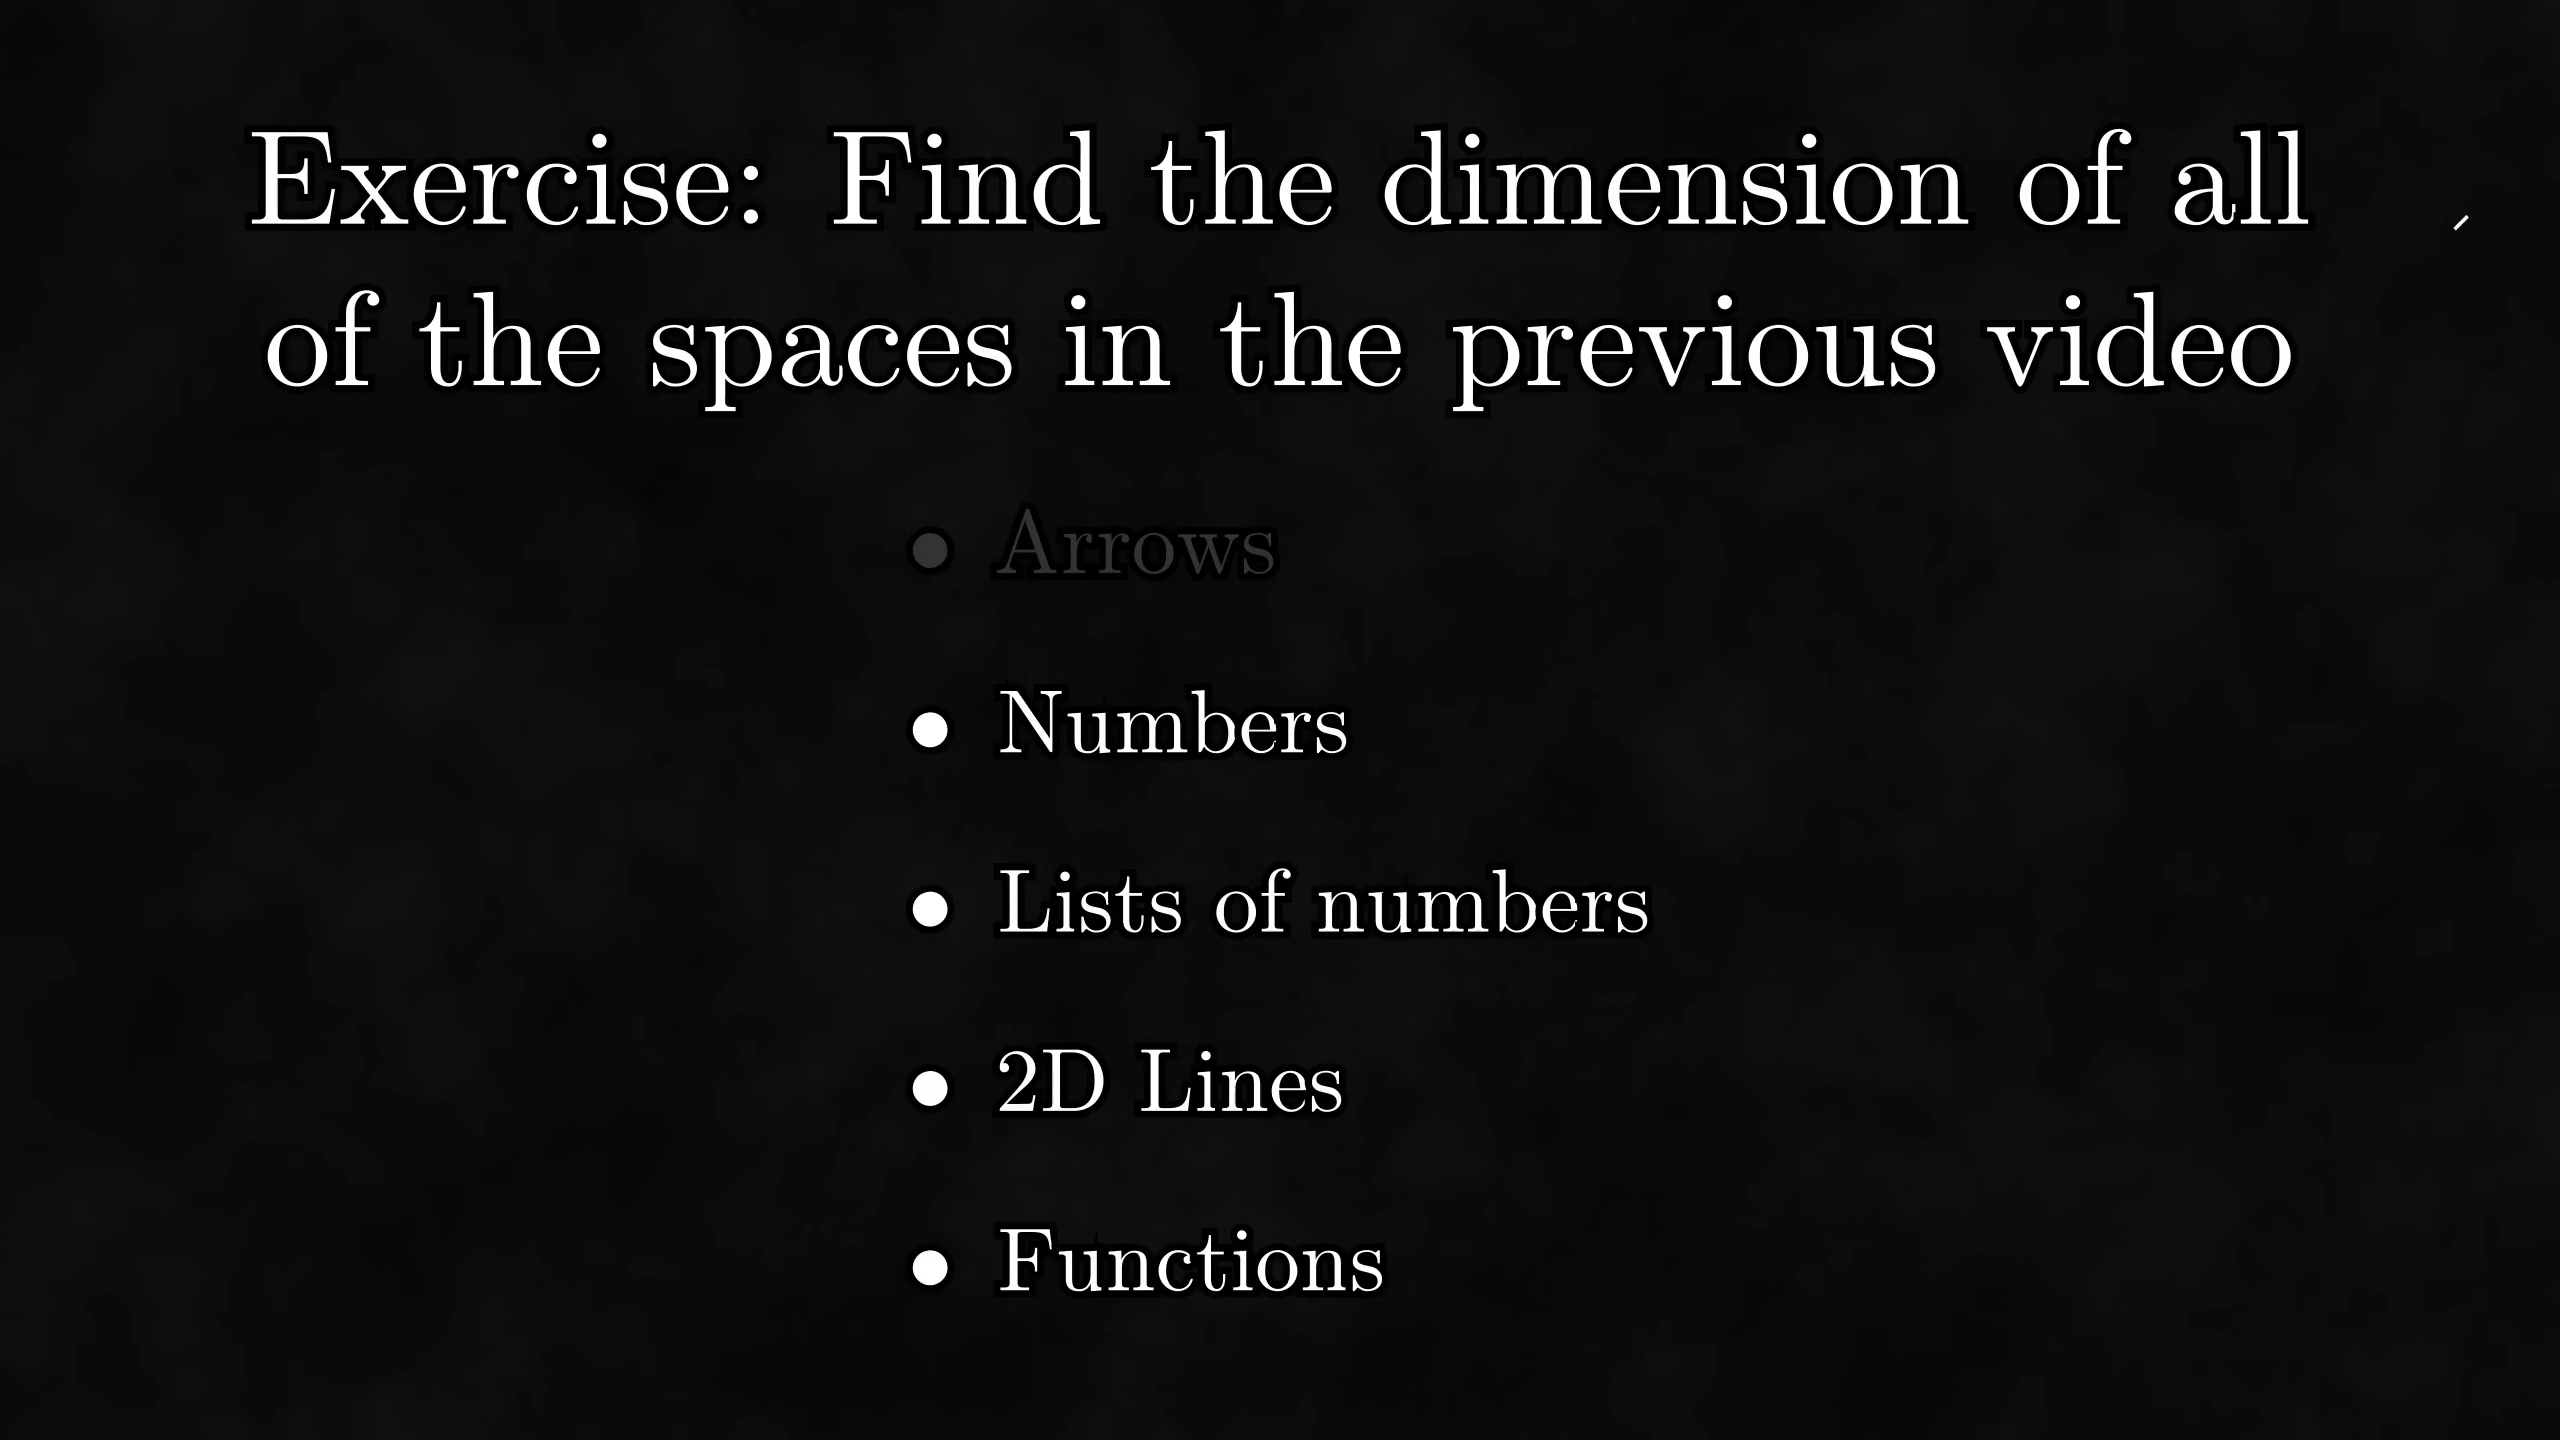 Exercise: Find the dimension of all
of the spaces in the previous video
• Arrows
• Numbers
• Lists of numbers
• 2D Lines
• Functions